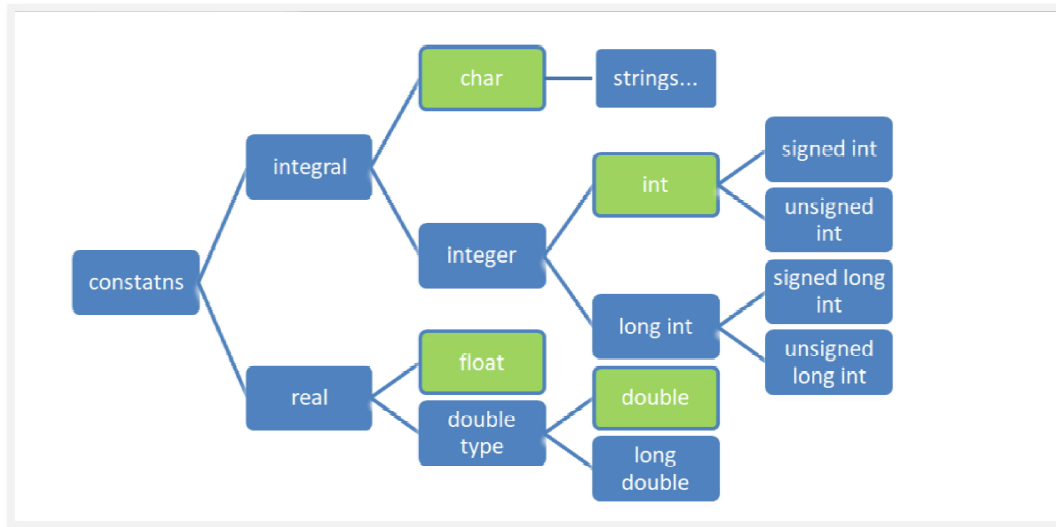 char
strings...
integral
int
signed int
unsigned
int
integer
constatns
long int
signed long
int
unsigned
long int
real
float
double
type
double
long
double